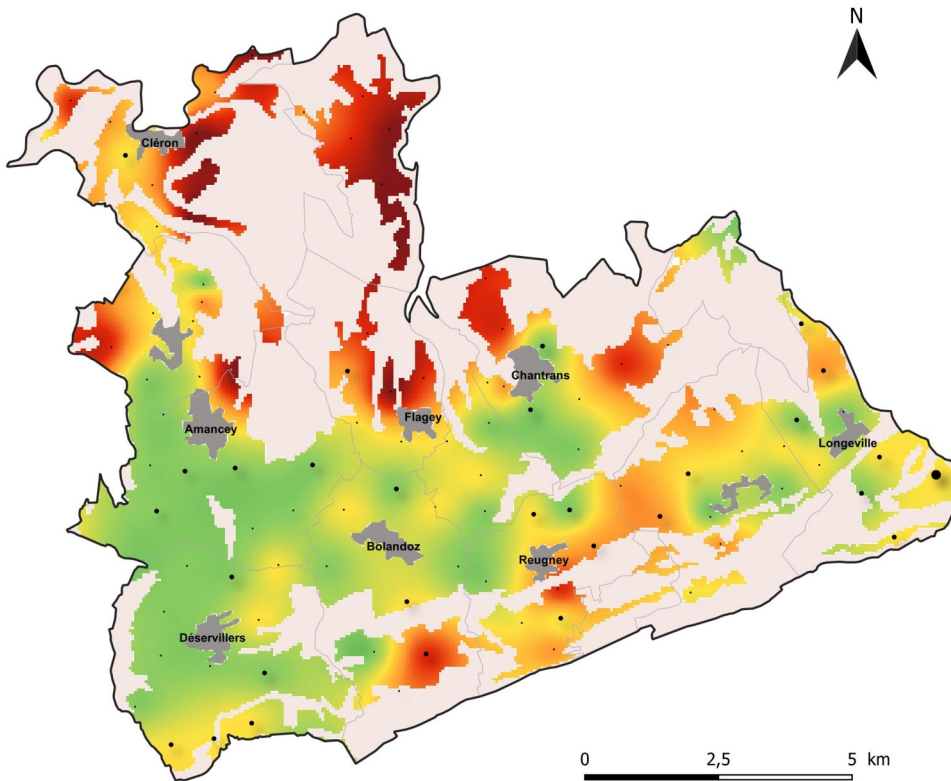 N
Cléron
Chantrans
Flagey
Amancey
Longeville
Bolandoz
Reugney
Déservillers
0 2,5 5 km